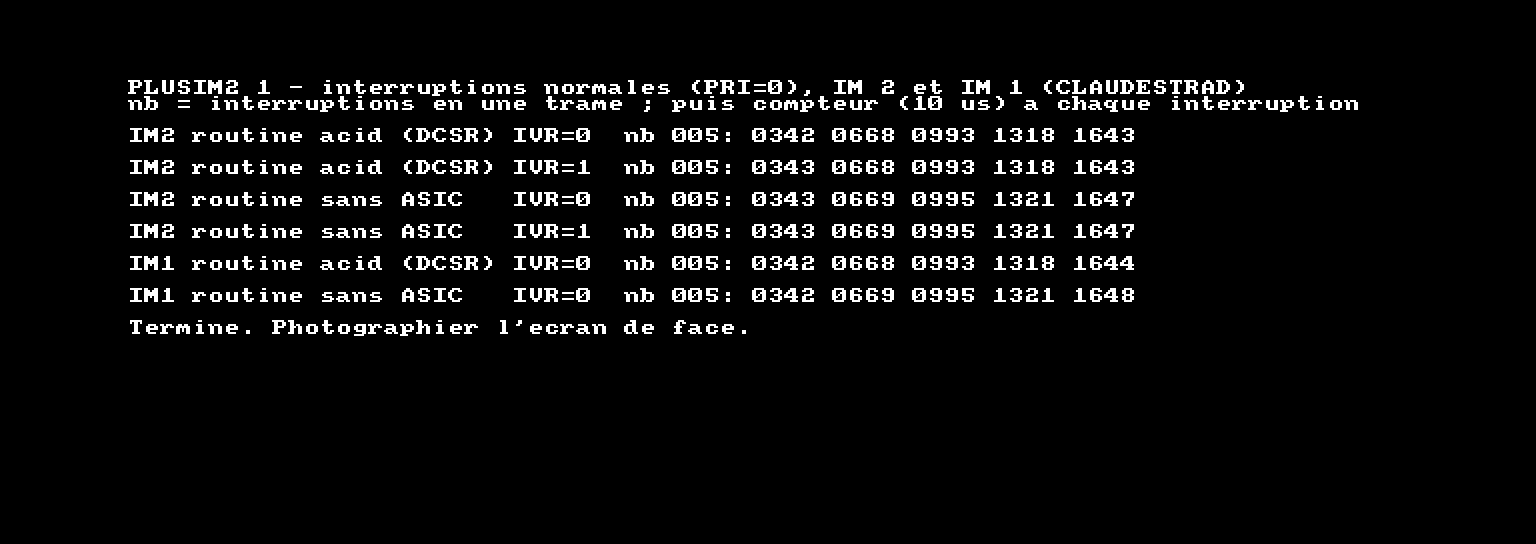 PLUSIM2 1 - interruptions normales (PRI=0), IM 2 et IM 1 (CLAUDESTRAD)
nb = interruptions en une trame ; puis compteur (10 us) a chaque interruption
IM2 routine acid (DCSR) IVR=0  nb 005: 0342 0668 0993 1318 1643
IM2 routine acid (DCSR) IVR=1  nb 005: 0343 0668 0993 1318 1643
IM2 routine sans ASIC   IVR=0  nb 005: 0343 0669 0995 1321 1647
IM2 routine sans ASIC   IVR=1  nb 005: 0343 0669 0995 1321 1647
IM1 routine acid (DCSR) IVR=0  nb 005: 0342 0668 0993 1318 1644
IM1 routine sans ASIC   IVR=0  nb 005: 0342 0669 0995 1321 1648
Termine. Photographier l'ecran de face.